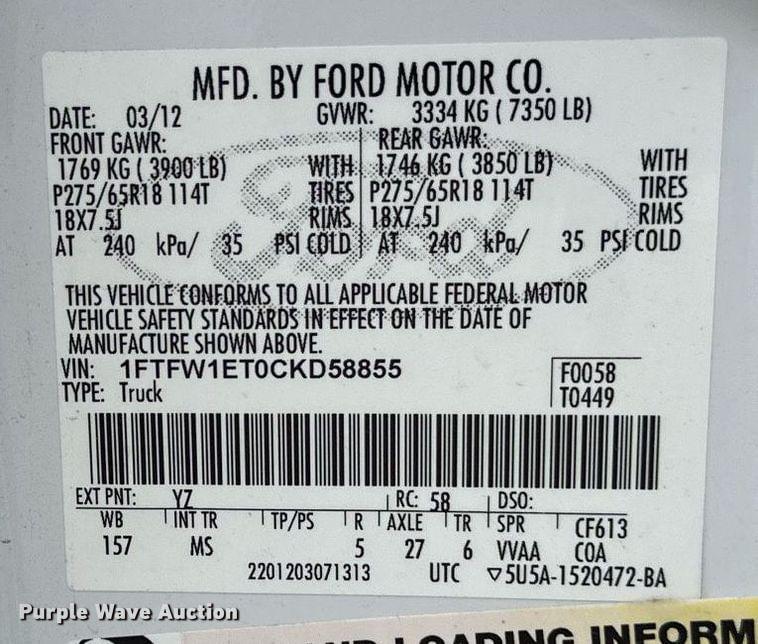 MFD. BY FORD MOTOR CO.
DATE: 03/12 GVWR: 3334 KG ( 7350 LB)
FRONT GAWR: REAR GAWR:
1769 KG ( 3900 LB) WITH 1746 KG ( 3850 LB) WITH
P275/65R18 114T TIRES P275/65R18 114T TIRES
18X7.5J RIMS 18X7.5J RIMS
AT 240 kPa/ 35 PSI COLD AT 240 kPa/ 35 PSI COLD
Ford
THIS VEHICLE CONFORMS TO ALL APPLICABLE FEDERAL MOTOR
VEHICLE SAFETY STANDARDS IN EFFECT ON THE DATE OF
MANUFACTURE SHOWN ABOVE.
VIN: 1FTFW1ET0CKD58855
TYPE: Truck
F0058
T0449
EXT PNT: YZ RC: 58 DSO:
WB INT TR TP/PS R AXLE TR SPR CF613
157 MS 5 27 6 VVAA COA
2201203071313 UTC ▽5U5A-1520472-BA
Purple Wave Auction
LOADING INFORM